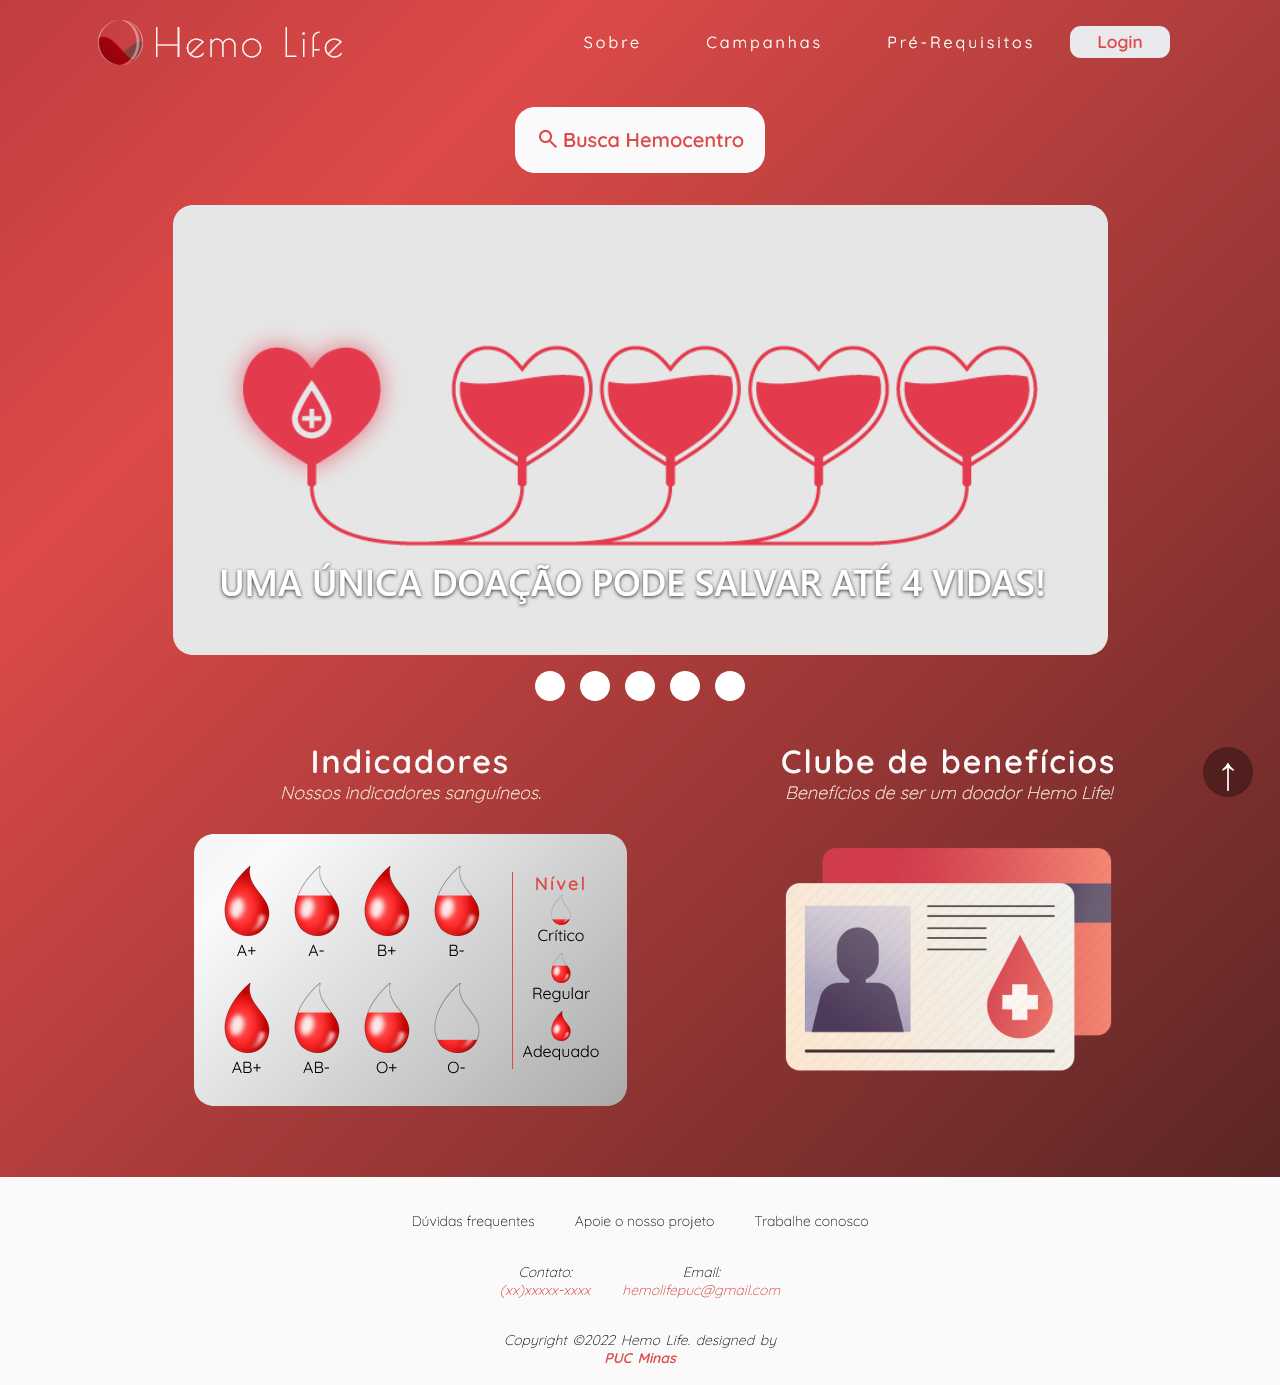 Hemo Life
Sobre
Campanhas
Pré-Requisitos
Login
Busca Hemocentro
UMA ÚNICA DOAÇÃO PODE SALVAR ATÉ 4 VIDAS!
Indicadores
Nossos indicadores sanguíneos.
A+
A-
B+
B-
AB+
AB-
O+
O-
Nível
Crítico
Regular
Adequado
Clube de benefícios
Benefícios de ser um doador Hemo Life!
↑
Dúvidas frequentes
Apoie o nosso projeto
Trabalhe conosco
Contato:
(xx)xxxxx-xxxx
Email:
hemolifepuc@gmail.com
Copyright ©2022 Hemo Life. designed by
PUC Minas